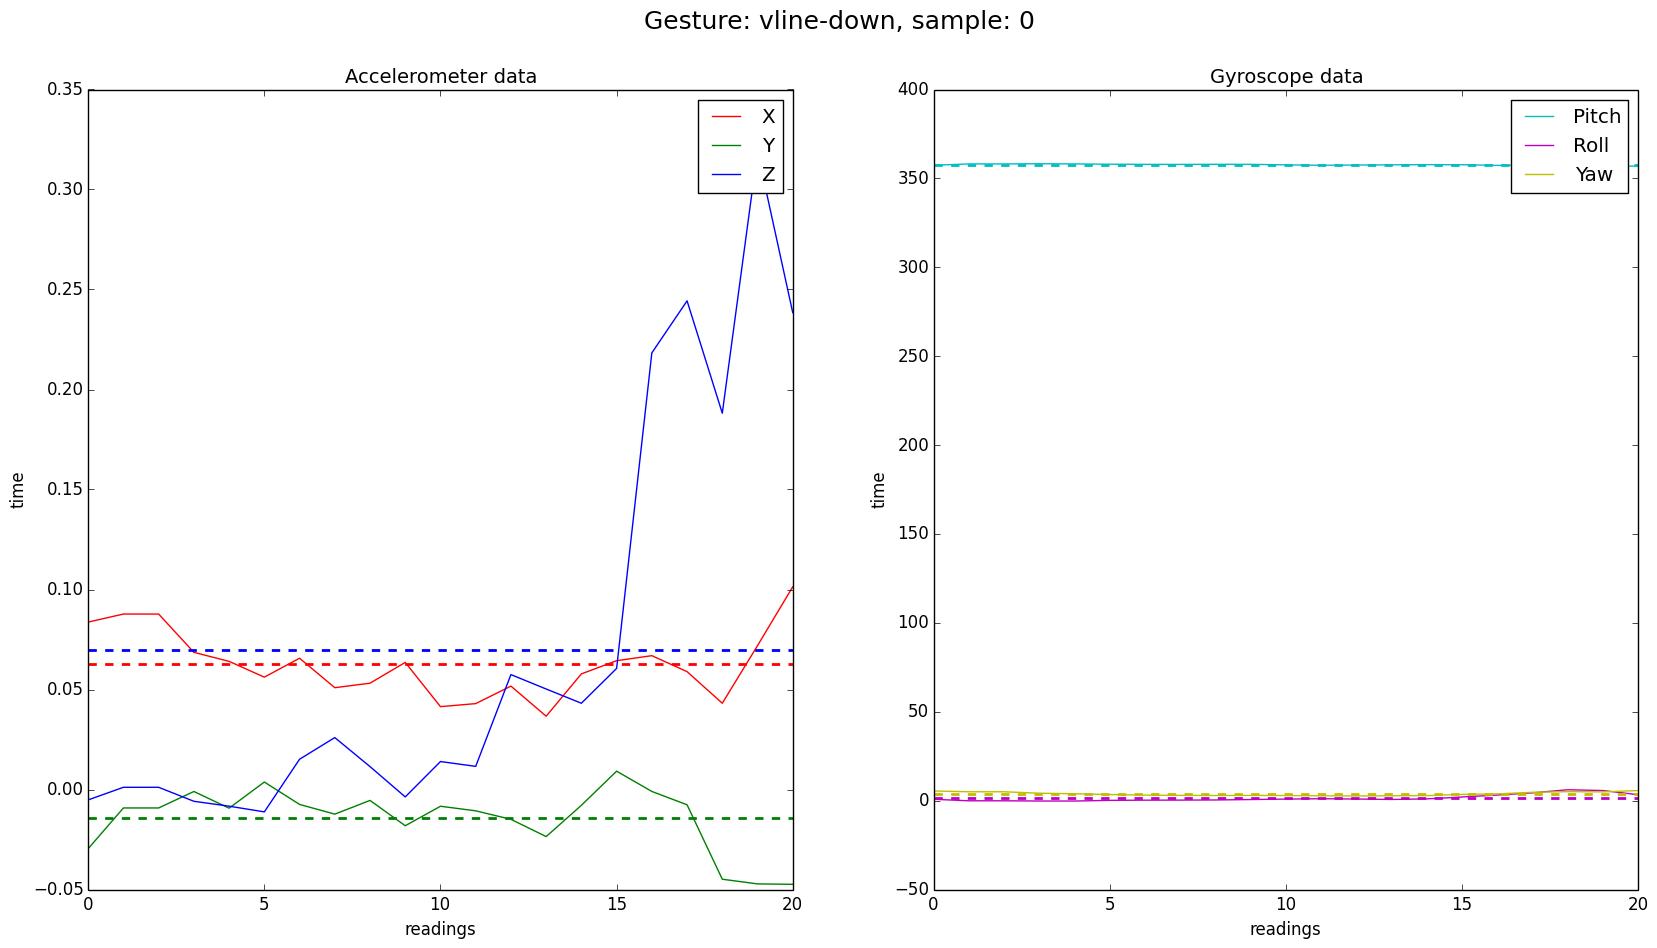 Gesture: vline-down, sample: 0
Accelerometer data
0.35
0.30
0.25
0.20
0.15
0.10
0.05
0.00
−0.05
time
0 5 10 15 20
readings
X
Y
Z
Gyroscope data
400
350
300
250
200
150
100
50
0
−50
time
0 5 10 15 20
readings
Pitch
Roll
Yaw